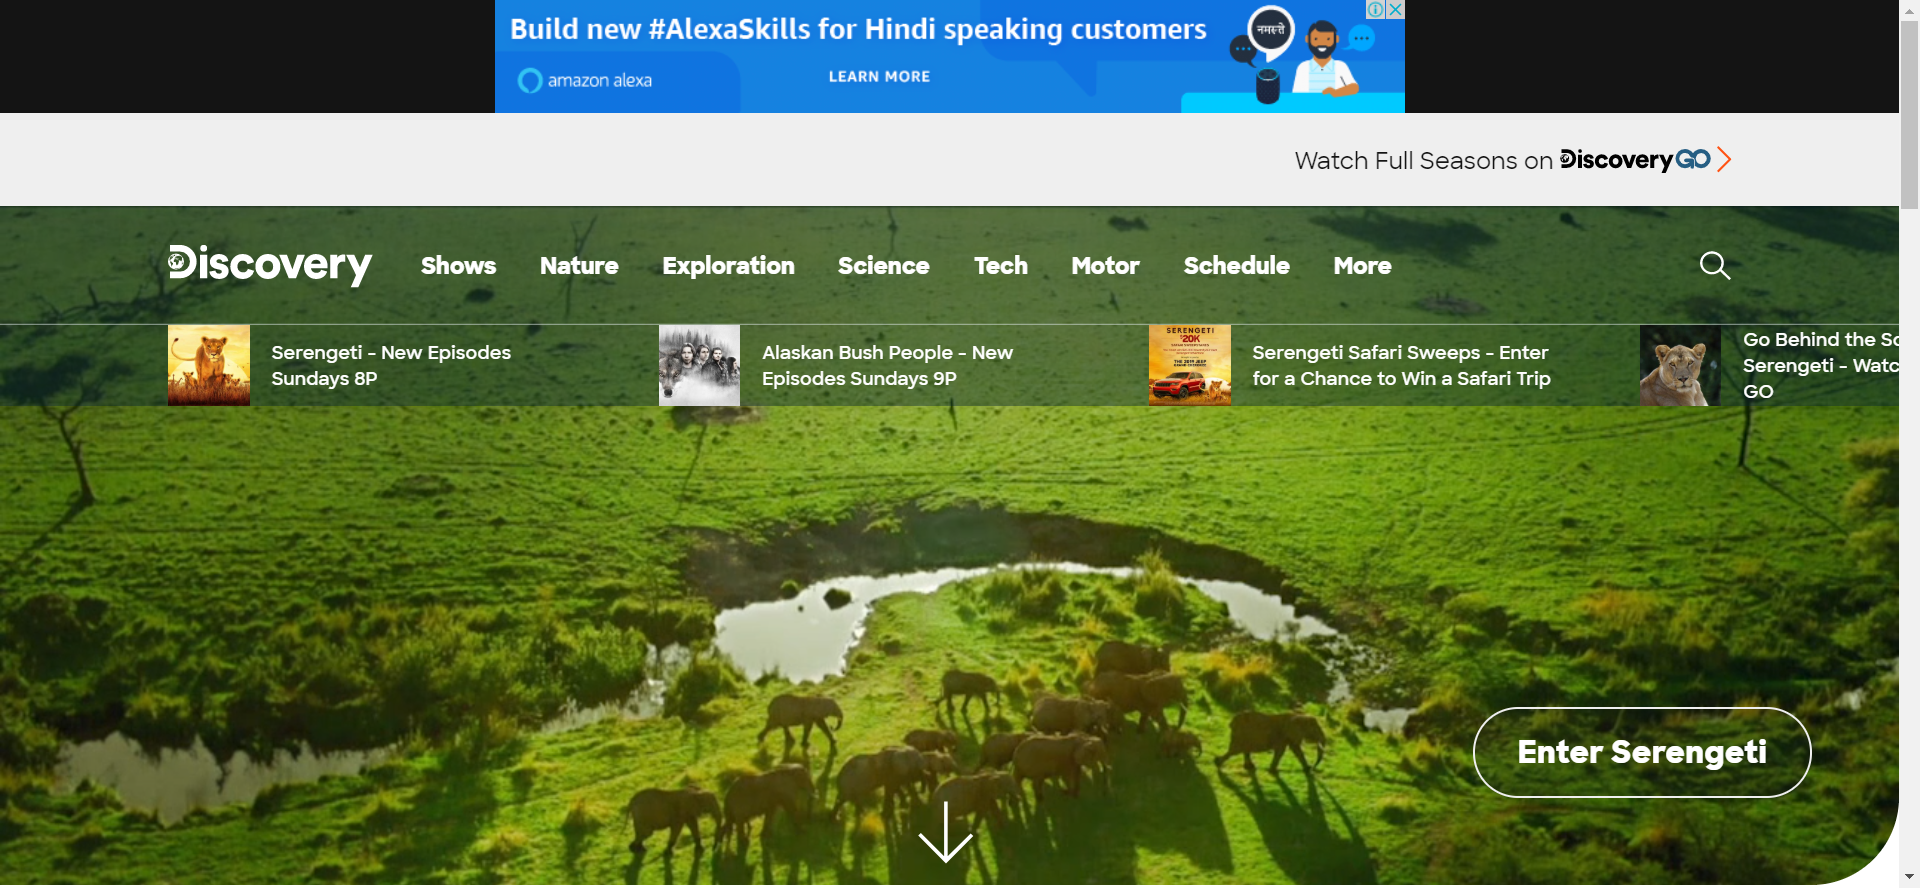 Build new #AlexaSkills for Hindi speaking customers
नमस्ते
amazon alexa
LEARN MORE
Watch Full Seasons on Discovery GO
Discovery
Shows
Nature
Exploration
Science
Tech
Motor
Schedule
More
Serengeti - New Episodes
Sundays 8P
Alaskan Bush People - New
Episodes Sundays 9P
SERENGETI
$20K
Serengeti Safari Sweeps - Enter
for a Chance to Win a Safari Trip
Go Behind the Sc
Serengeti - Watc
GO
Enter Serengeti